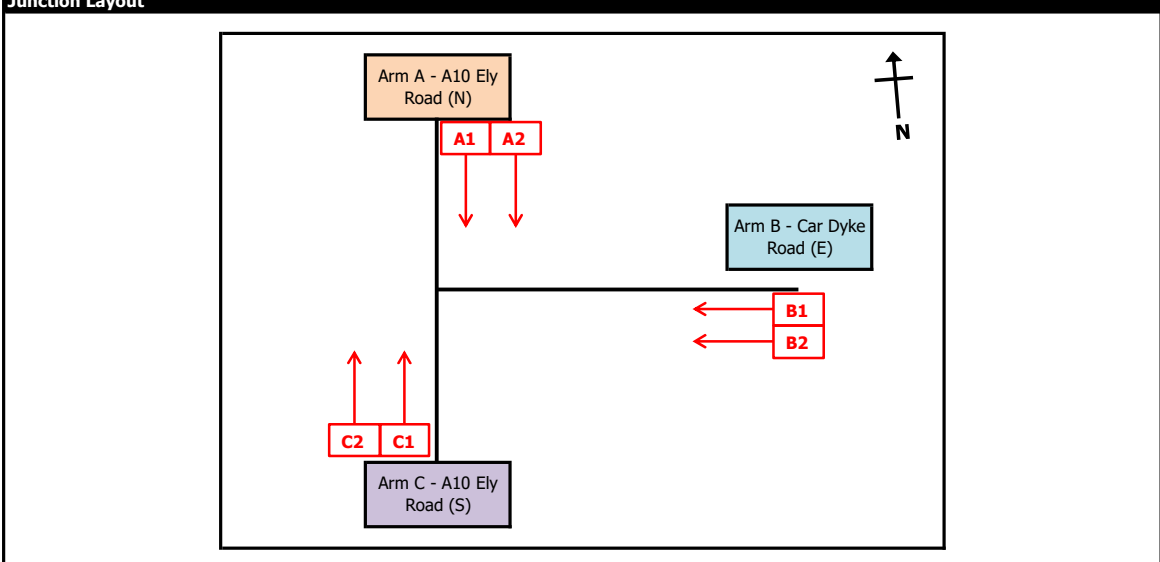 Junction Layout
Arm A - A10 Ely
Road (N)
A1 A2
N
Arm B - Car Dyke
Road (E)
B1
B2
C2 C1
Arm C - A10 Ely
Road (S)